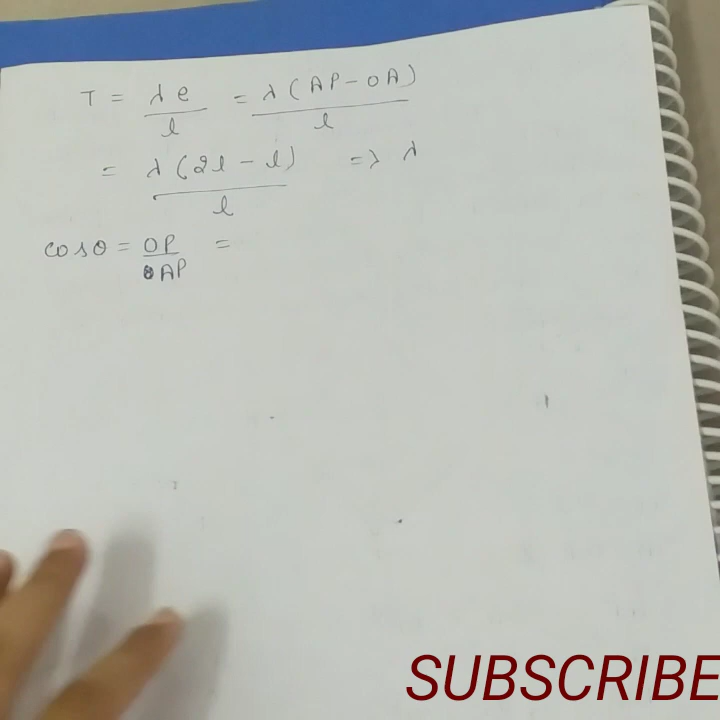 T = λe/l = λ(AP-OA)/l
= λ(2l-l)/l => λ
cosθ = OP/AP =
SUBSCRIBE